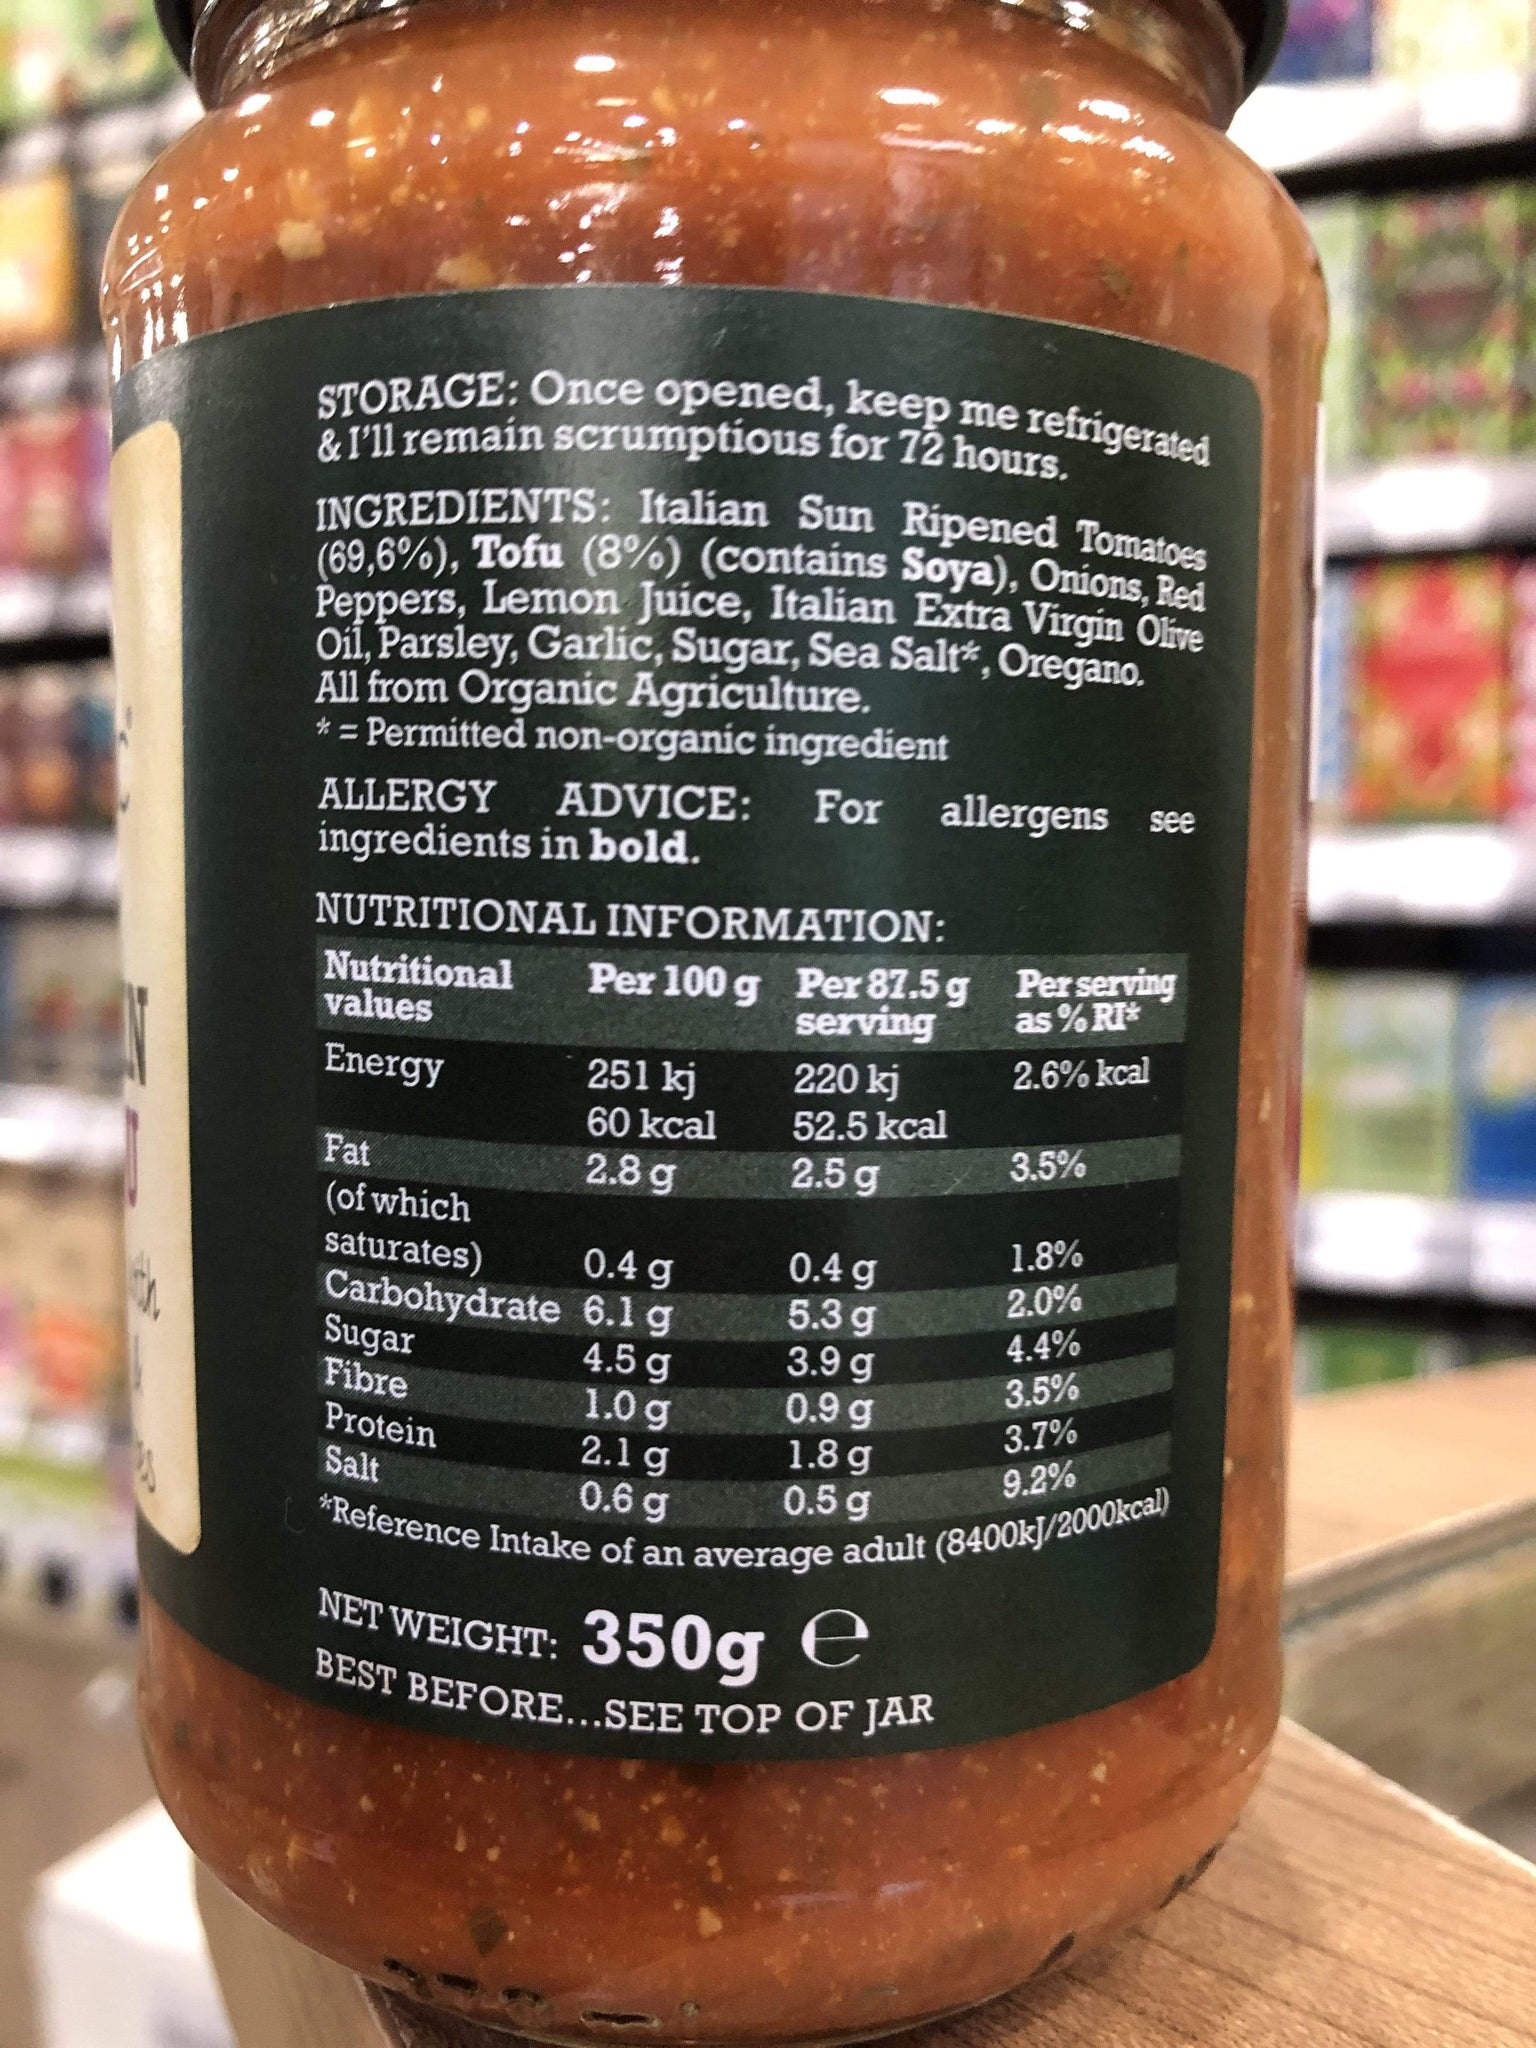 STORAGE: Once opened, keep me refrigerated
& I'll remain scrumptious for 72 hours.
INGREDIENTS: Italian Sun Ripened Tomatoes
(69,6%), Tofu (8%) (contains Soya), Onions, Red
Peppers, Lemon Juice, Italian Extra Virgin Olive
Oil, Parsley, Garlic, Sugar, Sea Salt*, Oregano.
All from Organic Agriculture.
* = Permitted non-organic ingredient
ALLERGY ADVICE: For allergens see
ingredients in bold.
NUTRITIONAL INFORMATION:
Nutritional values Per 100 g Per 87.5 g serving Per serving as % RI*
Energy 251 kj 220 kj 2.6% kcal
60 kcal 52.5 kcal
Fat 2.8 g 2.5 g 3.5%
(of which
saturates) 0.4 g 0.4 g 1.8%
Carbohydrate 6.1 g 5.3 g 2.0%
Sugar 4.5 g 3.9 g 4.4%
Fibre 1.0 g 0.9 g 3.5%
Protein 2.1 g 1.8 g 3.7%
Salt 0.6 g 0.5 g 9.2%
*Reference Intake of an average adult (8400kJ/2000kcal)
NET WEIGHT: 350g ℮
BEST BEFORE...SEE TOP OF JAR